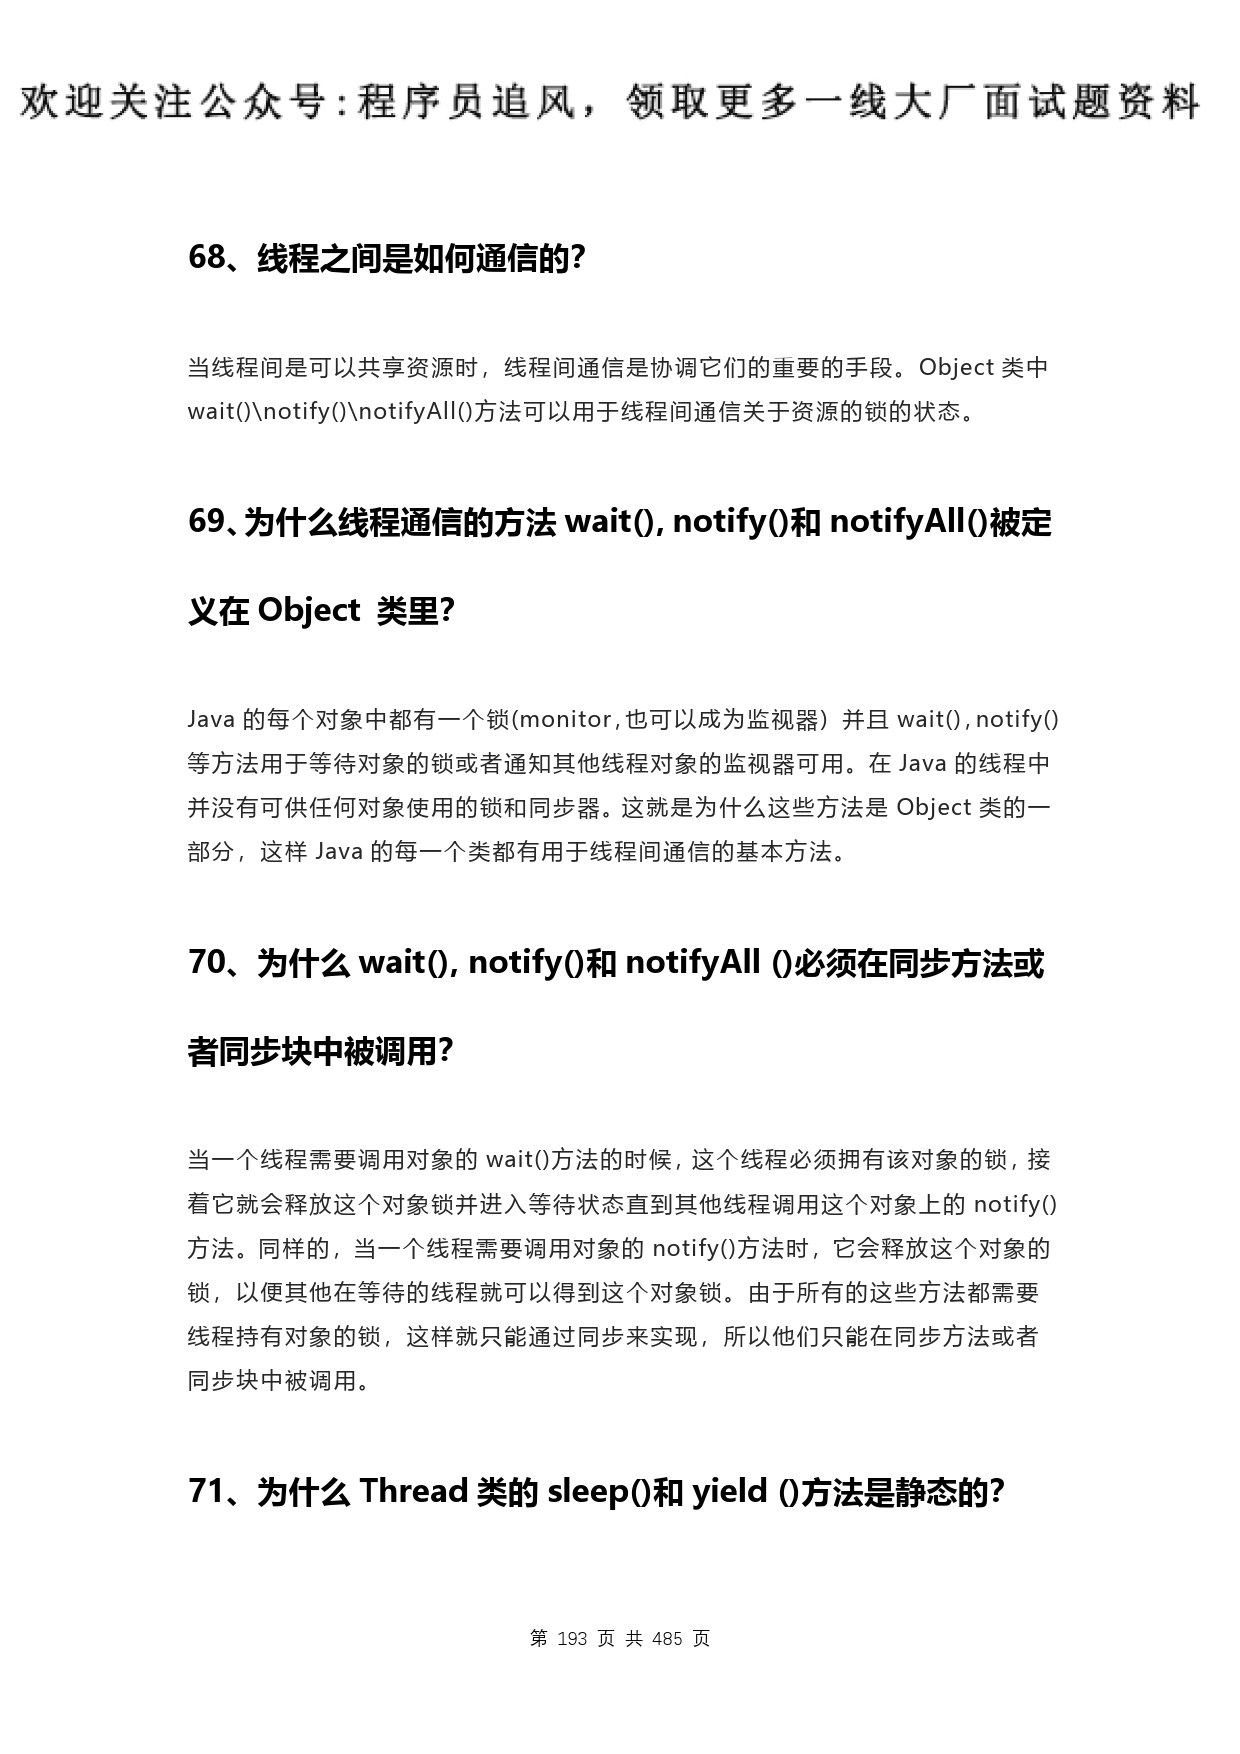 欢迎关注公众号:程序员追风，领取更多一线大厂面试题资料
68、线程之间是如何通信的？
当线程间是可以共享资源时，线程间通信是协调它们的重要的手段。Object 类中
wait()\notify()\notifyAll()方法可以用于线程间通信关于资源的锁的状态。
69、为什么线程通信的方法 wait(), notify()和 notifyAll()被定
义在 Object 类里？
Java 的每个对象中都有一个锁(monitor,也可以成为监视器) 并且 wait(),notify()
等方法用于等待对象的锁或者通知其他线程对象的监视器可用。在 Java 的线程中
并没有可供任何对象使用的锁和同步器。这就是为什么这些方法是 Object 类的一
部分，这样 Java 的每一个类都有用于线程间通信的基本方法。
70、为什么 wait(), notify()和 notifyAll ()必须在同步方法或
者同步块中被调用？
当一个线程需要调用对象的 wait()方法的时候，这个线程必须拥有该对象的锁，接
着它就会释放这个对象锁并进入等待状态直到其他线程调用这个对象上的 notify()
方法。同样的，当一个线程需要调用对象的 notify()方法时，它会释放这个对象的
锁，以便其他在等待的线程就可以得到这个对象锁。由于所有的这些方法都需要
线程持有对象的锁，这样就只能通过同步来实现，所以他们只能在同步方法或者
同步块中被调用。
71、为什么 Thread 类的 sleep()和 yield ()方法是静态的？
第 193 页 共 485 页